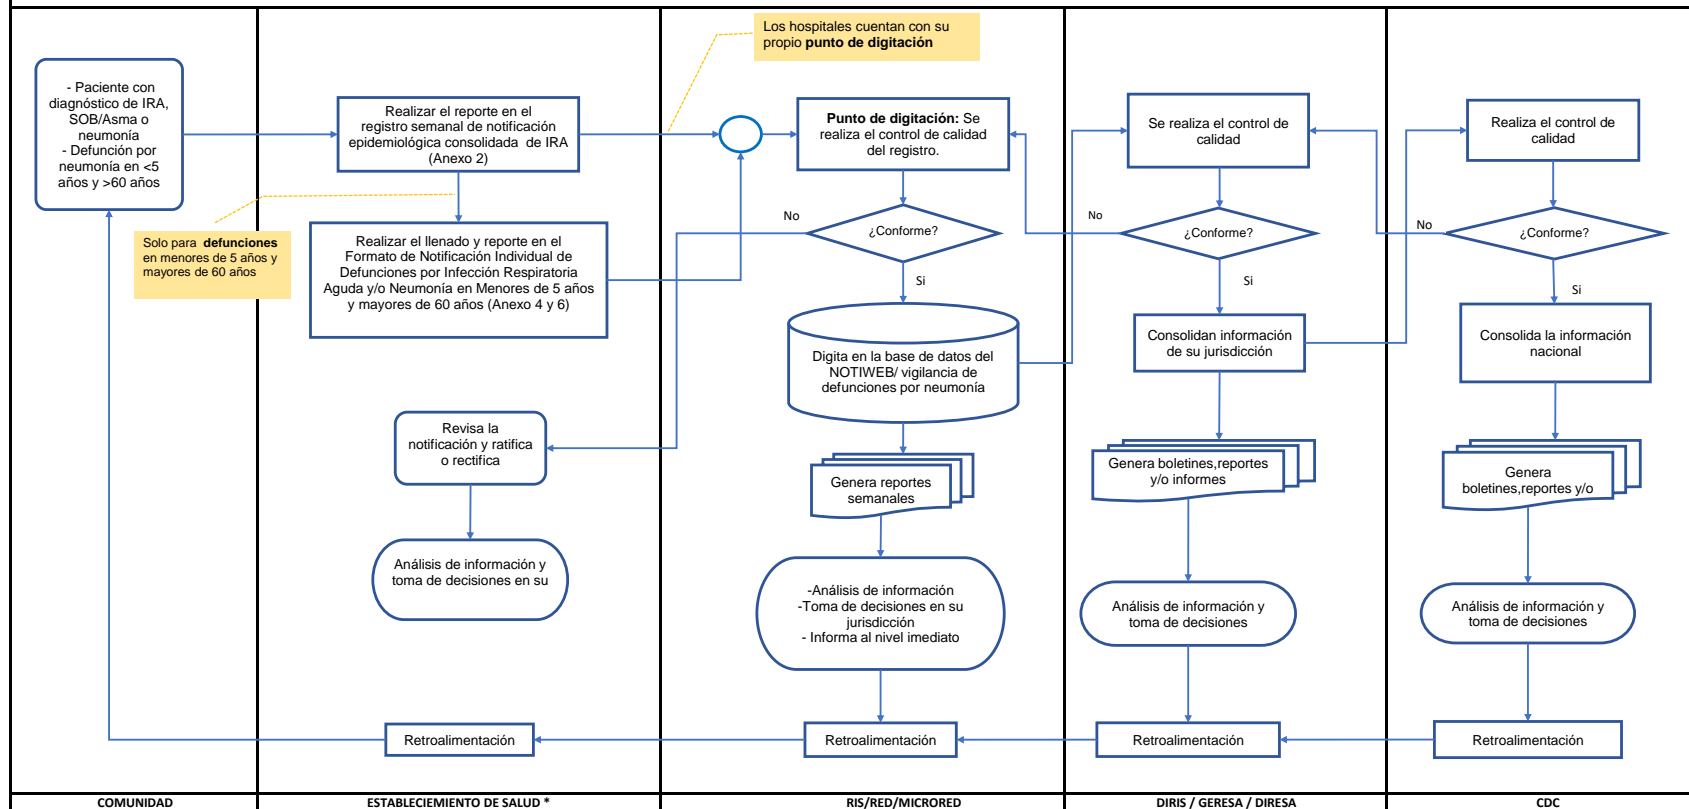 Los hospitales cuentan con su
propio punto de digitación
- Paciente con
diagnóstico de IRA,
SOB/Asma o
neumonía
- Defunción por
neumonía en <5
años y >60 años
Realizar el reporte en el
registro semanal de notificación
epidemiológica consolidada de IRA
(Anexo 2)
Solo para defunciones
en menores de 5 años y
mayores de 60 años
Realizar el llenado y reporte en el
Formato de Notificación Individual de
Defunciones por Infección Respiratoria
Aguda y/o Neumonía en Menores de 5 años
y mayores de 60 años (Anexo 4 y 6)
Revisa la
notificación y ratifica
o rectifica
Análisis de información y
toma de decisiones en su
Retroalimentación
Punto de digitación: Se
realiza el control de calidad
del registro.
No
¿Conforme?
Si
Digita en la base de datos del
NOTIWEB/ vigilancia de
defunciones por neumonía
Genera reportes
semanales
-Análisis de información
-Toma de decisiones en su
jurisdicción
- Informa al nivel imediato
Retroalimentación
Se realiza el control de
calidad
No
¿Conforme?
Si
Consolidan información
de su jurisdicción
Genera boletines,reportes
y/o informes
Análisis de información y
toma de decisiones
Retroalimentación
Realiza el control de
calidad
No
¿Conforme?
Si
Consolida la información
nacional
Genera
boletines,reportes y/o
Análisis de información y
toma de decisiones
Retroalimentación
COMUNIDAD
ESTABLECIEMIENTO DE SALUD *
RIS/RED/MICRORED
DIRIS / GERESA / DIRESA
CDC